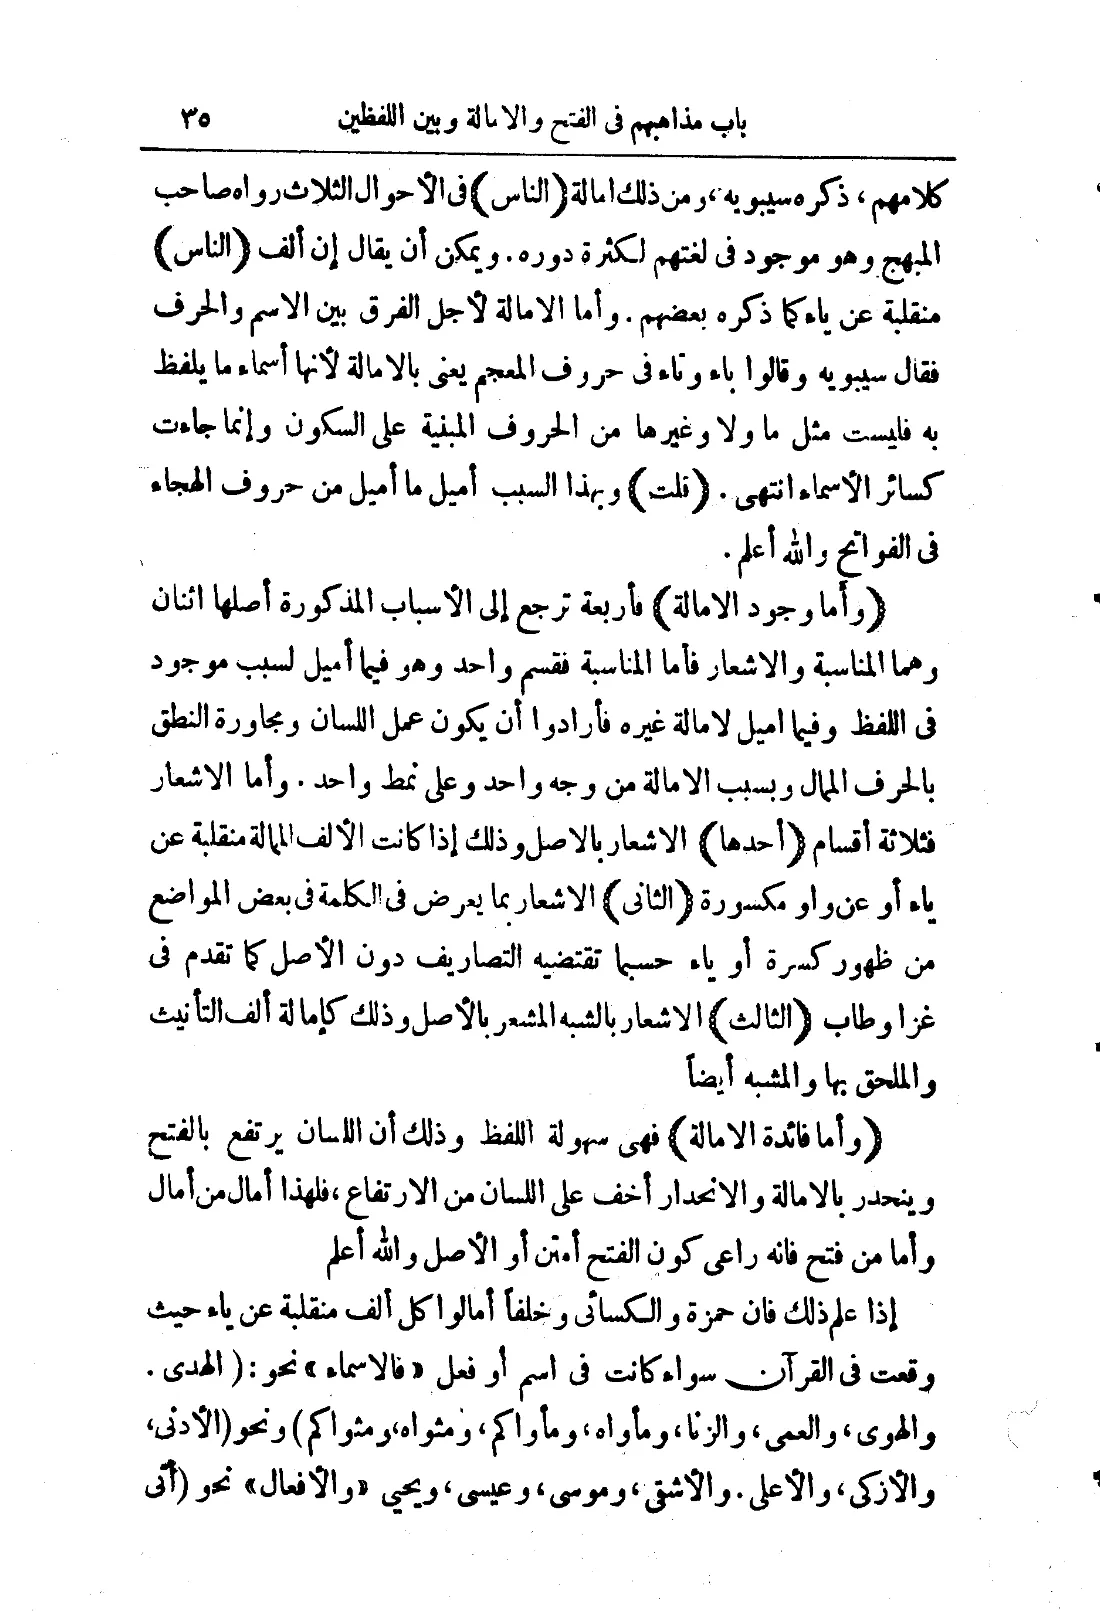 باب مذاهبهم فى الفتح والامالة وبين اللفظين ٣٥
كلامهم، ذكره سيبويه، ومن ذلك امالة (الناس) فى الأحوال الثلاث رواه صاحب
المبهج وهو موجود فى لغتهم لكثرة دوره. ويمكن أن يقال إن ألف (الناس)
منقلبة عن ياء كما ذكره بعضهم. وأما الامالة لأجل الفرق بين الاسم والحرف
فقال سيبويه وقالوا باء وتاء فى حروف المعجم يعنى بالامالة لأنها أسماء ما يلفظ
به فليست مثل ما ولا وغيرها من الحروف المبنية على السكون وإنما جاءت
كسائر الأسماء انتهى. (قلت) وبهذا السبب أميل ما أميل من حروف الهجاء
فى الفواتح والله أعلم.
(وأما وجود الامالة) فأربعة ترجع إلى الأسباب المذكورة أصلها اثنان
وهما المناسبة والاشعار فأما المناسبة فقسم واحد وهو فيما أميل لسبب موجود
فى اللفظ وفيما اميل لامالة غيره فأرادوا أن يكون عمل اللسان ومجاورة النطق
بالحرف الممال وبسبب الامالة من وجه واحد وعلى نمط واحد. وأما الاشعار
فثلاثة أقسام (أحدها) الاشعار بالاصل وذلك إذا كانت الألف الممالة منقلبة عن
ياء أو عن واو مكسورة (الثانى) الاشعار بما يعرض فى الكلمة فى بعض المواضع
من ظهور كسرة أو ياء حسبما تقتضيه التصاريف دون الأصل كما تقدم فى
غزا وطاب (الثالث) الاشعار بالشبه المشعر بالأصل وذلك كإمالة ألف التأنيث
والملحق بها والمشبه أيضاً
(وأما فائدة الامالة) فهى سهولة اللفظ وذلك أن اللسان يرتفع بالفتح
وينحدر بالامالة والانحدار أخف على اللسان من الارتفاع، فلهذا أمال من أمال
وأما من فتح فانه راعى كون الفتح أمتن أو الأصل والله أعلم
إذا علم ذلك فان حمزة والكسائى وخلفاً أمالوا كل ألف منقلبة عن ياء حيث
وقعت فى القرآن سواء كانت فى اسم أو فعل «فالاسماء» نحو: (الهدى.
والهوى، والعمى، والزنا، ومأواه، ومأواكم، ومثواه، ومثواكم) ونحو (الأدنى،
والأزكى، والأعلى. والأشقى، وموسى، وعيسى، ويحيى «والأفعال» نحو (أتى